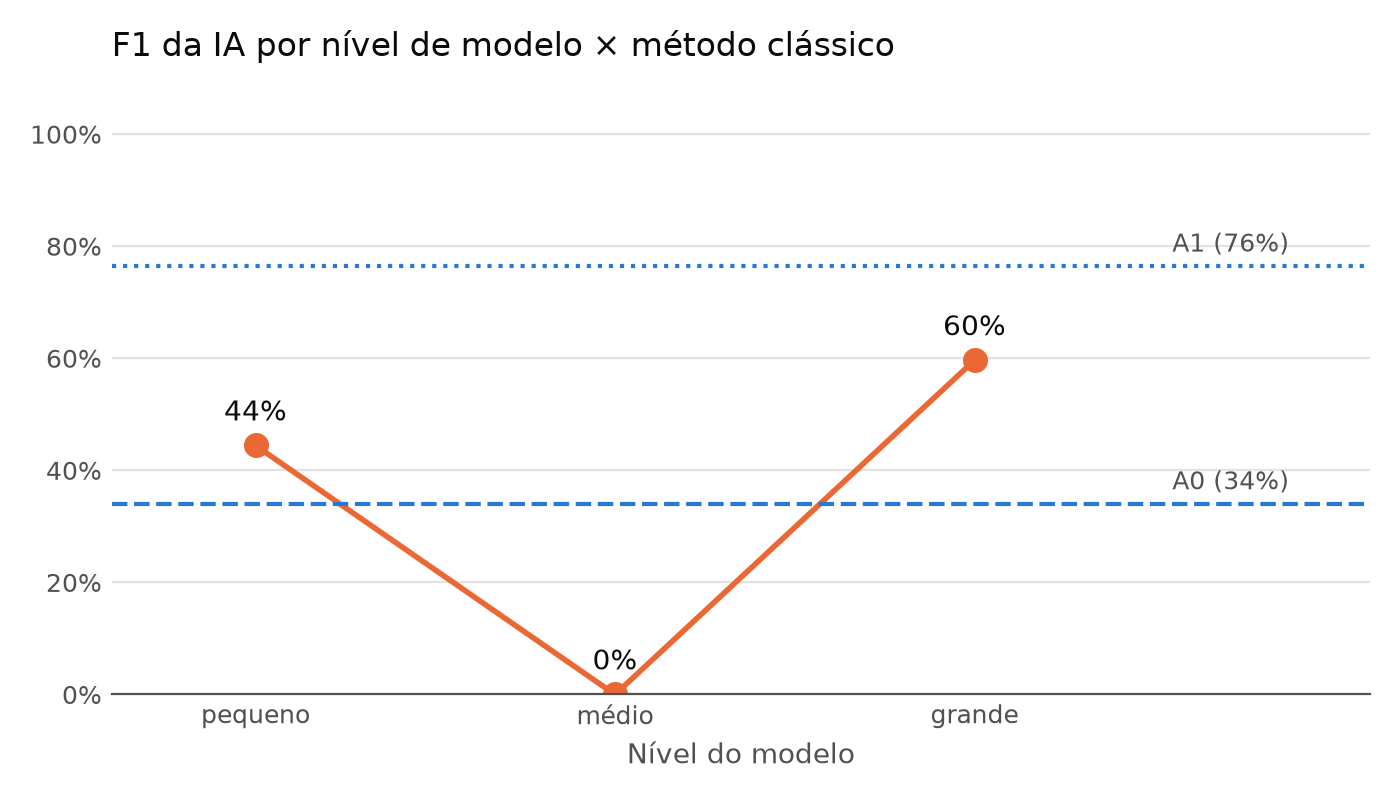 F1 da IA por nível de modelo × método clássico
100%
80%
A1 (76%)
60%
60%
44%
40%
A0 (34%)
20%
0%
0%
pequeno
médio
grande
Nível do modelo